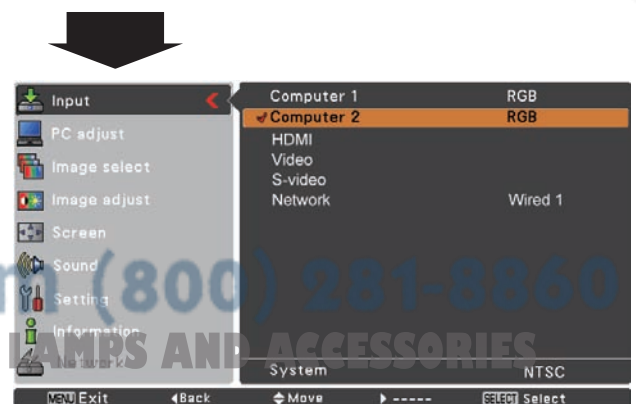 Input
PC adjust
Image select
Image adjust
Screen
Sound
Setting
Information
Network
Computer 1 RGB
Computer 2 RGB
HDMI
Video
S-video
Network Wired 1
System NTSC
MENU Exit ◀Back Move ▶ ----- SELECT Select
m (800) 281-8860
LAMPS AND ACCESSORIES